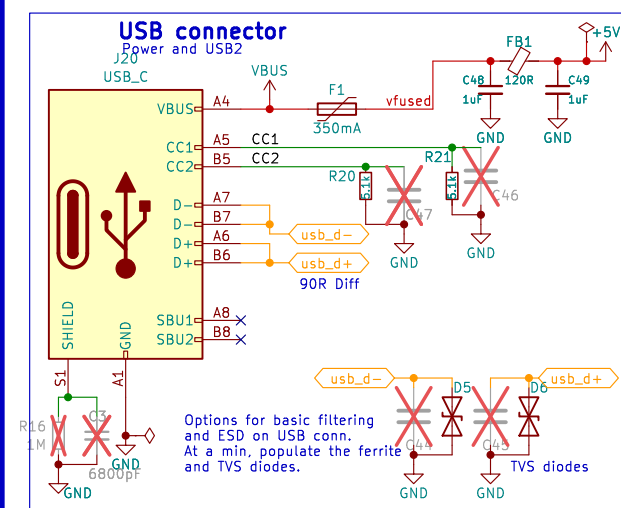 USB connector
Power and USB2
J20
USB_C
VBUS
A4
CC1
A5
CC1
CC2
B5
CC2
D-
A7
D-
B7
D+
A6
D+
B6
SBU1
A8
SBU2
B8
SHIELD
GND
S1
A1
VBUS
F1
350mA
vfused
FB1
120R
+5V
C48
1uF
C49
1uF
GND
GND
R20
5.1k
C47
GND
R21
5.1k
C46
GND
usb_d-
usb_d+
90R Diff
R16
1M
C3
6800pF
GND
GND
Options for basic filtering
and ESD on USB conn.
At a min, populate the ferrite
and TVS diodes.
usb_d-
D5
C44
GND
usb_d+
D6
C45
GND
TVS diodes